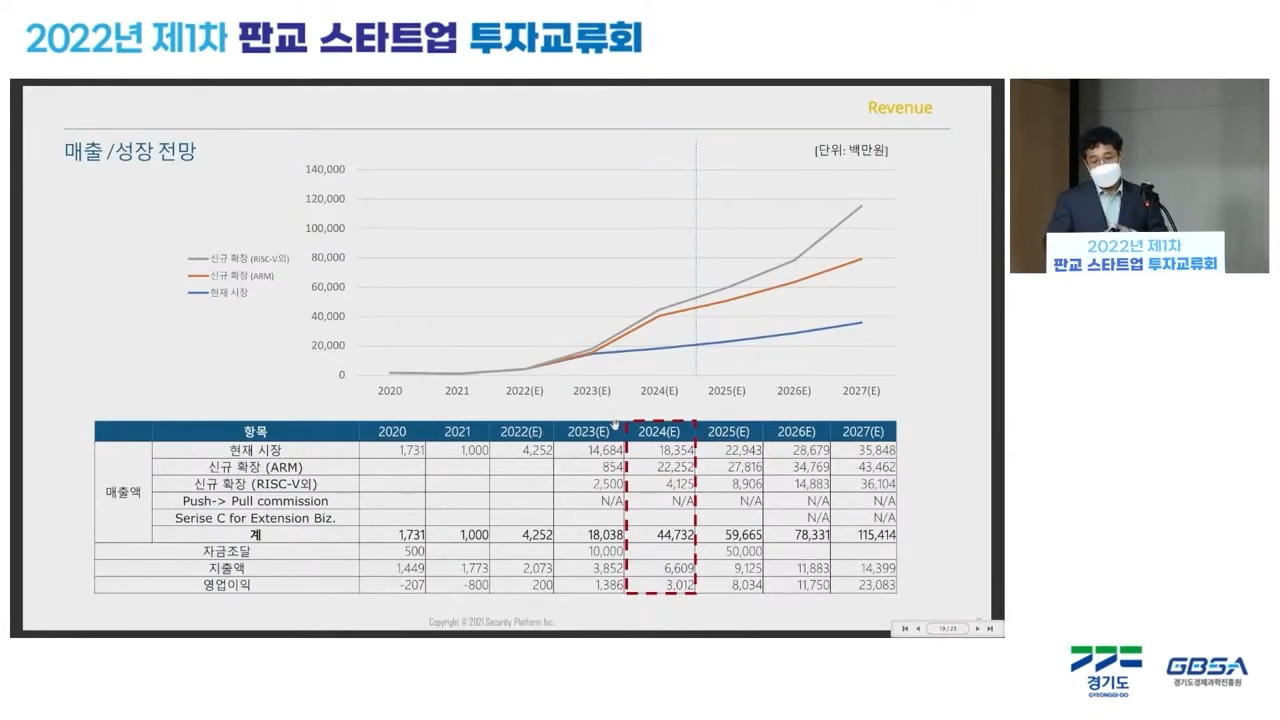 2022년 제1차 판교 스타트업 투자교류회
Revenue
매출 /성장 전망
[단위: 백만원]
140,000
120,000
100,000
80,000
60,000
40,000
20,000
0
신규 확장 (RISC-V외)
신규 확장 (ARM)
현재 시장
2020 2021 2022(E) 2023(E) 2024(E) 2025(E) 2026E) 2027(E)
항목 2020 2021 2022(E) 2023(E) 2024(E) 2025(E) 2026E) 2027(E)
매출액
현재 시장 1,731 1,000 4,252 14,684 18,354 22,943 28,679 35,848
신규 확장 (ARM) 854 22,252 27,816 34,769 43,462
신규 확장 (RISC-V외) 2,500 4,125 8,906 14,883 36,104
Push-> Pull commission N/A N/A N/A N/A N/A
Serise C for Extension Biz. N/A N/A
계 1,731 1,000 4,252 18,038 44,732 59,665 78,331 115,414
자금조달 500 10,000 50,000
지출액 1,449 1,773 2,073 3,852 6,609 9,125 11,883 14,399
영업이익 -207 -800 200 1,386 3,012 8,034 11,750 23,083
Copyright © 2021 Security Platform Inc.
19 / 23
2022년 제1차
판교 스타트업 투자교류회
경기도
GYEONGGI-DO
GBSA
경기도경제과학진흥원